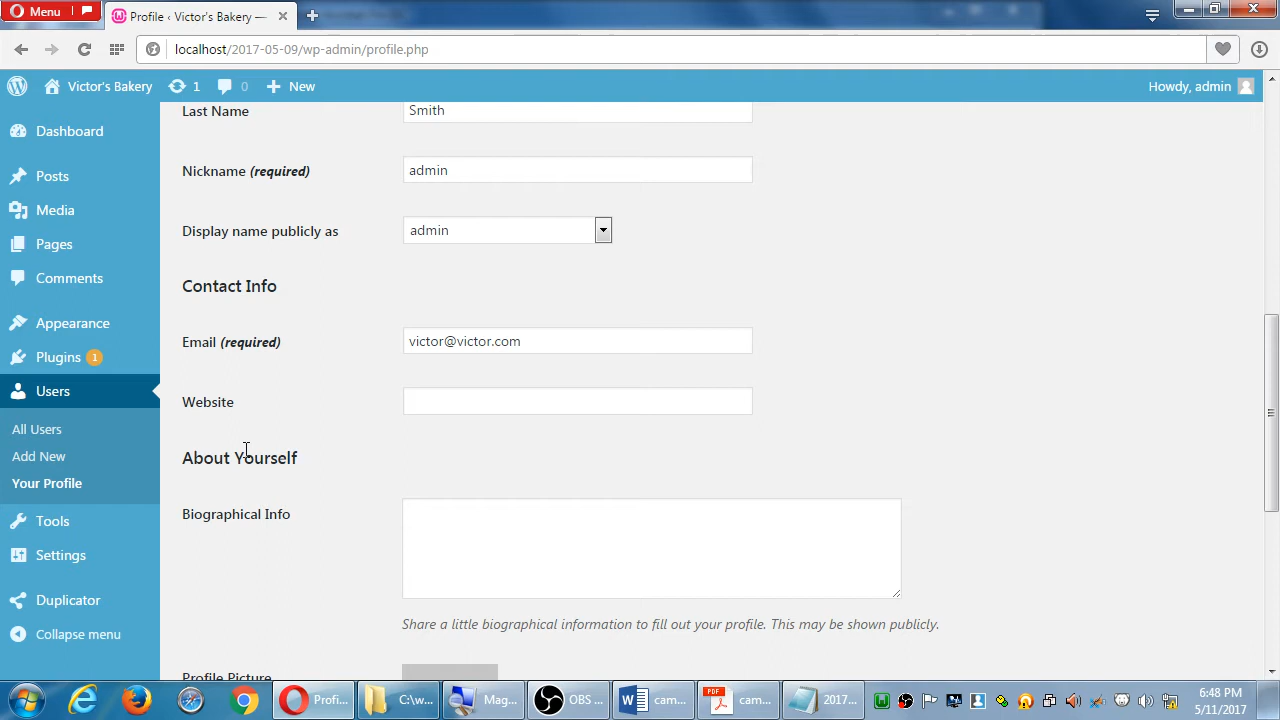 Menu
Profile ‹ Victor's Bakery —
localhost/2017-05-09/wp-admin/profile.php
Victor's Bakery 1 0 New Howdy, admin
Dashboard
Posts
Media
Pages
Comments
Appearance
Plugins 1
Users
All Users
Add New
Your Profile
Tools
Settings
Duplicator
Collapse menu
Last Name Smith
Nickname (required) admin
Display name publicly as admin
Contact Info
Email (required) victor@victor.com
Website
About Yourself
Biographical Info
Share a little biographical information to fill out your profile. This may be shown publicly.
Profile Picture
Profi... C:\w... Mag... OBS ... cam... PDF cam... 2017... 6:48 PM
5/11/2017